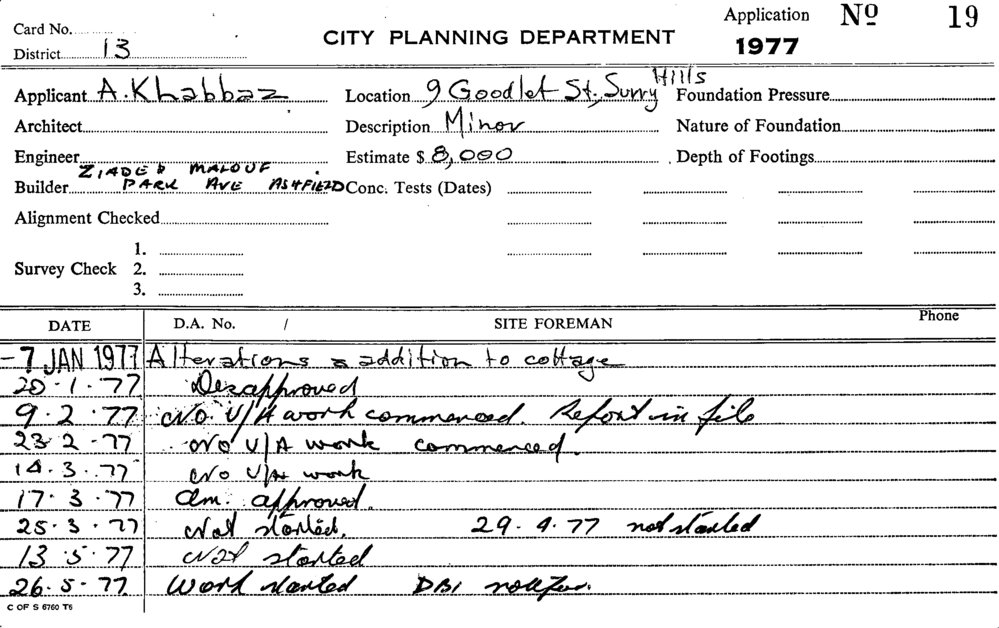 Card No. Application No 19
District 13 CITY PLANNING DEPARTMENT 1977
Applicant A. Khabbaz Location 9 Goodlet St., Surry Hills Foundation Pressure
Architect Description Minor Nature of Foundation
Engineer Estimate $ 8,000 Depth of Footings
ZIADE & MALOUF
Builder PARK AVE ASHFIELD Conc. Tests (Dates)
Alignment Checked
1.
Survey Check 2.
3.
DATE D.A. No. / SITE FOREMAN Phone
-7 JAN 1977 Alterations & addition to cottage
20-1-77 Disapproved
9.2.77 No U/A work commenced. Report in file
23 2 -77 No U/A work commenced.
14.3..77 No U/A work
17.3.77 Am. approved.
25.3.77 Not started. 29.4.77 not started
13.5.77 Not started
26.5-77 Work started DBI
C OF S 6760 T6